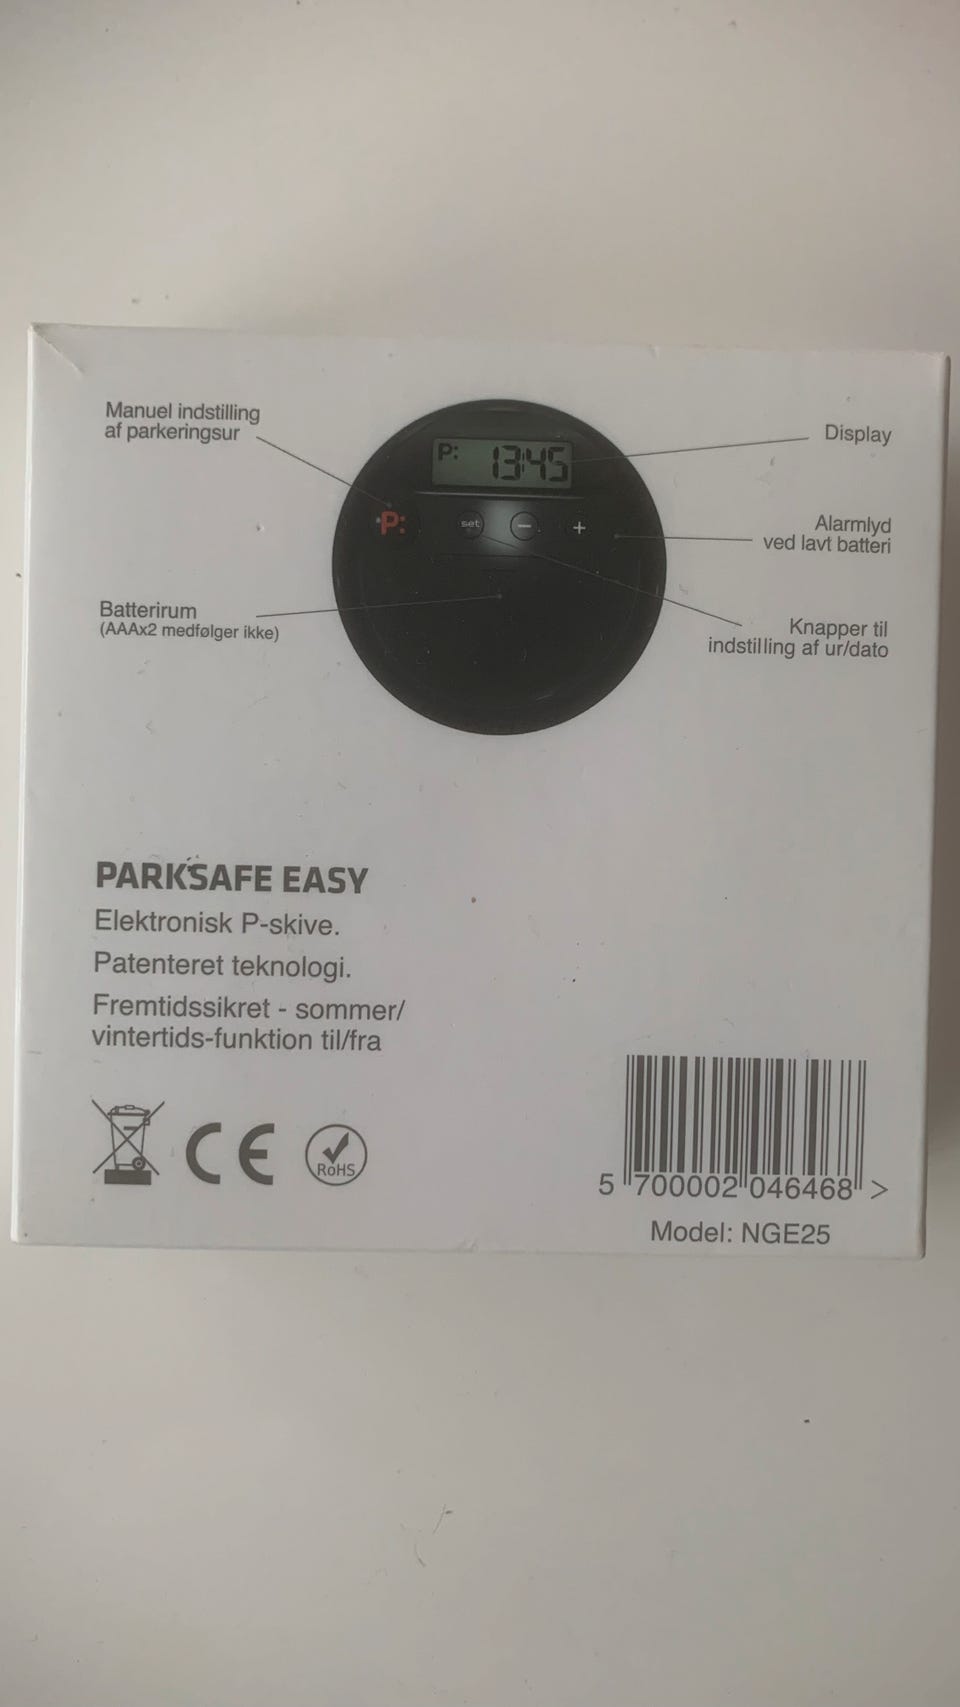 Manuel indstilling
af parkeringsur
Display
P: 13:45
P: set − +
Alarmlyd
ved lavt batteri
Batterirum
(AAAx2 medfølger ikke)
Knapper til
indstilling af ur/dato
PARKSAFE EASY
Elektronisk P-skive.
Patenteret teknologi.
Fremtidssikret - sommer/
vintertids-funktion til/fra
CE
RoHS
5 700002 046468 >
Model: NGE25